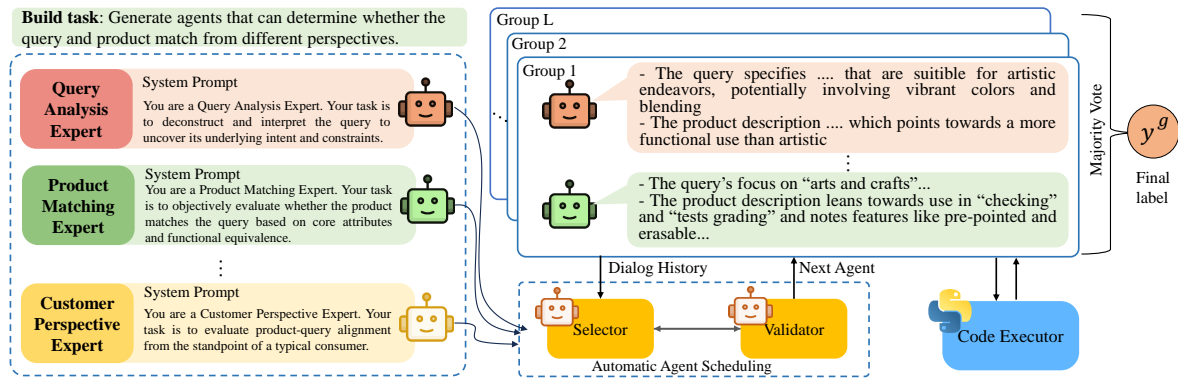 Build task: Generate agents that can determine whether the
query and product match from different perspectives.
Query
Analysis
Expert
System Prompt
You are a Query Analysis Expert. Your task is
to deconstruct and interpret the query to
uncover its underlying intent and constraints.
Product
Matching
Expert
System Prompt
You are a Product Matching Expert. Your task
is to objectively evaluate whether the product
matches the query based on core attributes
and functional equivalence.
⋮
Customer
Perspective
Expert
System Prompt
You are a Customer Perspective Expert. Your
task is to evaluate product-query alignment
from the standpoint of a typical consumer.
Group L
Group 2
Group 1
...
- The query specifies .... that are suitible for artistic
endeavors, potentially involving vibrant colors and
blending
- The product description .... which points towards a more
functional use than artistic
⋮
- The query's focus on “arts and crafts”...
- The product description leans towards use in “checking”
and “tests grading” and notes features like pre-pointed and
erasable...
Majority Vote
y^g
Final
label
Dialog History
Next Agent
Selector
Validator
Automatic Agent Scheduling
Code Executor